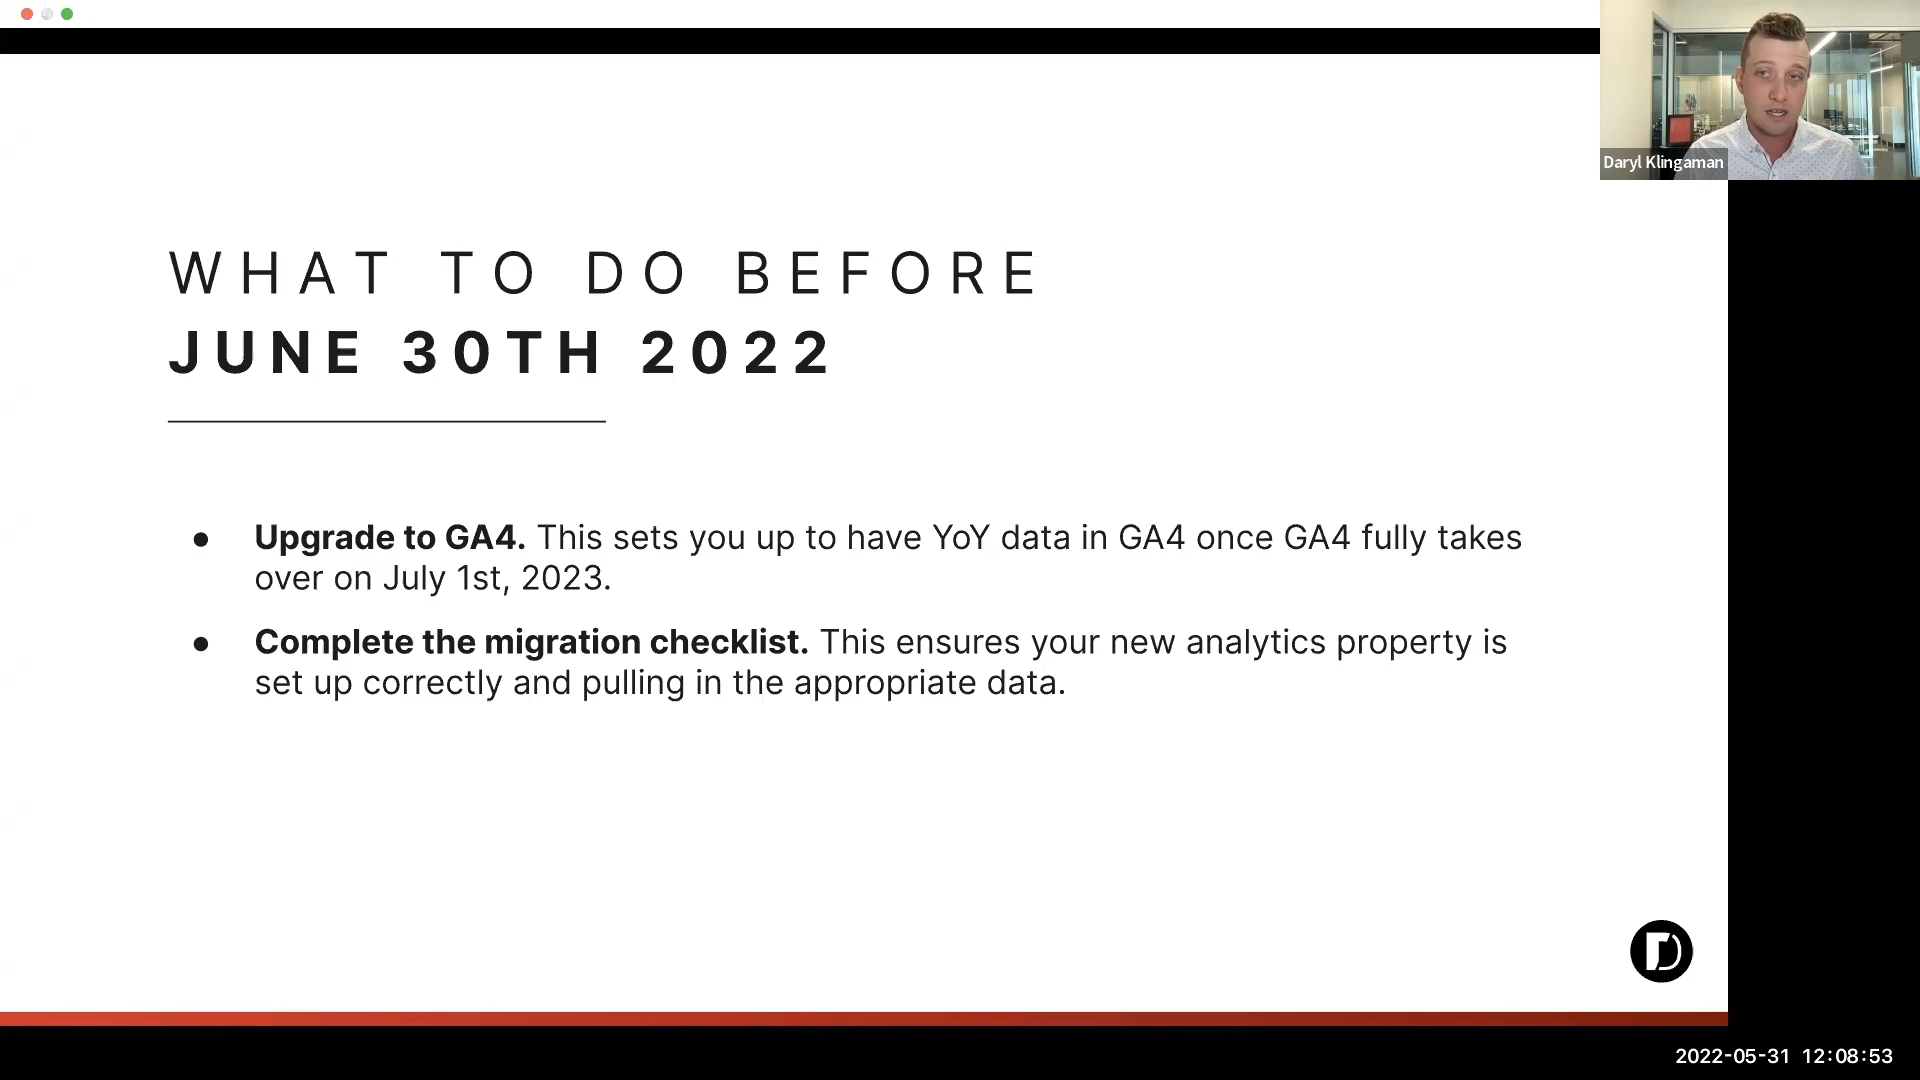 Daryl Klingaman
WHAT TO DO BEFORE
JUNE 30TH 2022
● Upgrade to GA4. This sets you up to have YoY data in GA4 once GA4 fully takes
over on July 1st, 2023.
● Complete the migration checklist. This ensures your new analytics property is
set up correctly and pulling in the appropriate data.
D
2022-05-31 12:08:53